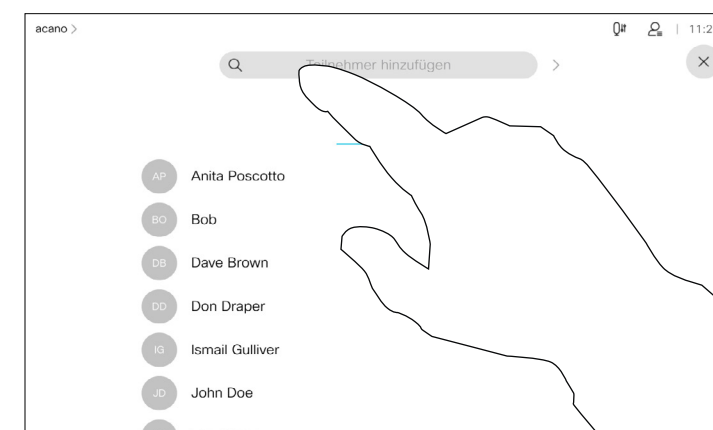 acano >
11:2
Teilnehmer hinzufügen >
AP Anita Poscotto
BO Bob
DB Dave Brown
DD Don Draper
IG Ismail Gulliver
JD John Doe